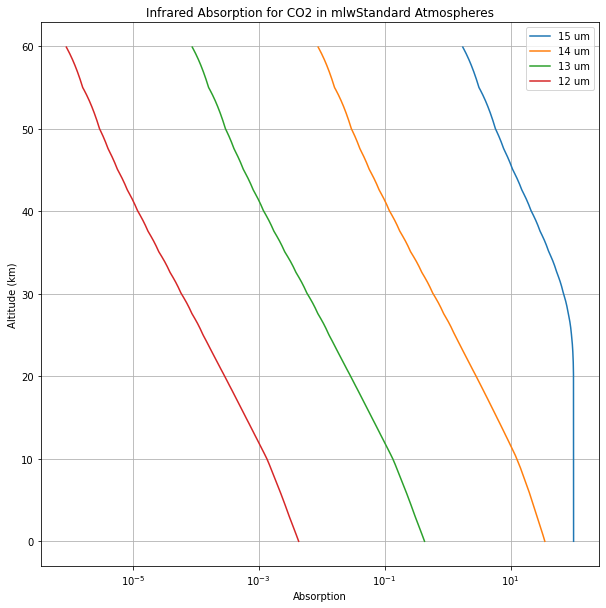 Infrared Absorption for CO2 in mlwStandard Atmospheres
15 um
14 um
13 um
12 um
60
50
40
30
20
10
0
Altitude (km)
10⁻⁵
10⁻³
10⁻¹
10¹
Absorption